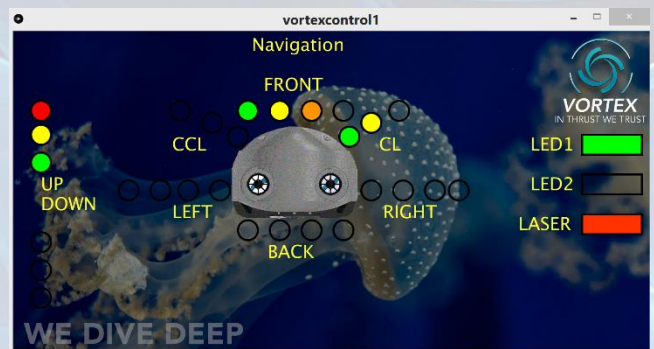 vortexcontrol1
Navigation
FRONT
VORTEX
IN THRUST WE TRUST
CCL
CL
LED1
UP
DOWN
LED2
LEFT
RIGHT
LASER
BACK
WE DIVE DEEP